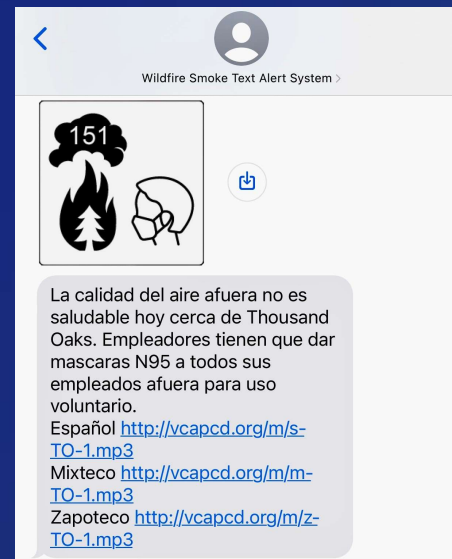 Wildfire Smoke Text Alert System
151
La calidad del aire afuera no es
saludable hoy cerca de Thousand
Oaks. Empleadores tienen que dar
mascaras N95 a todos sus
empleados afuera para uso
voluntario.
Español http://vcapcd.org/m/s-
TO-1.mp3
Mixteco http://vcapcd.org/m/m-
TO-1.mp3
Zapoteco http://vcapcd.org/m/z-
TO-1.mp3